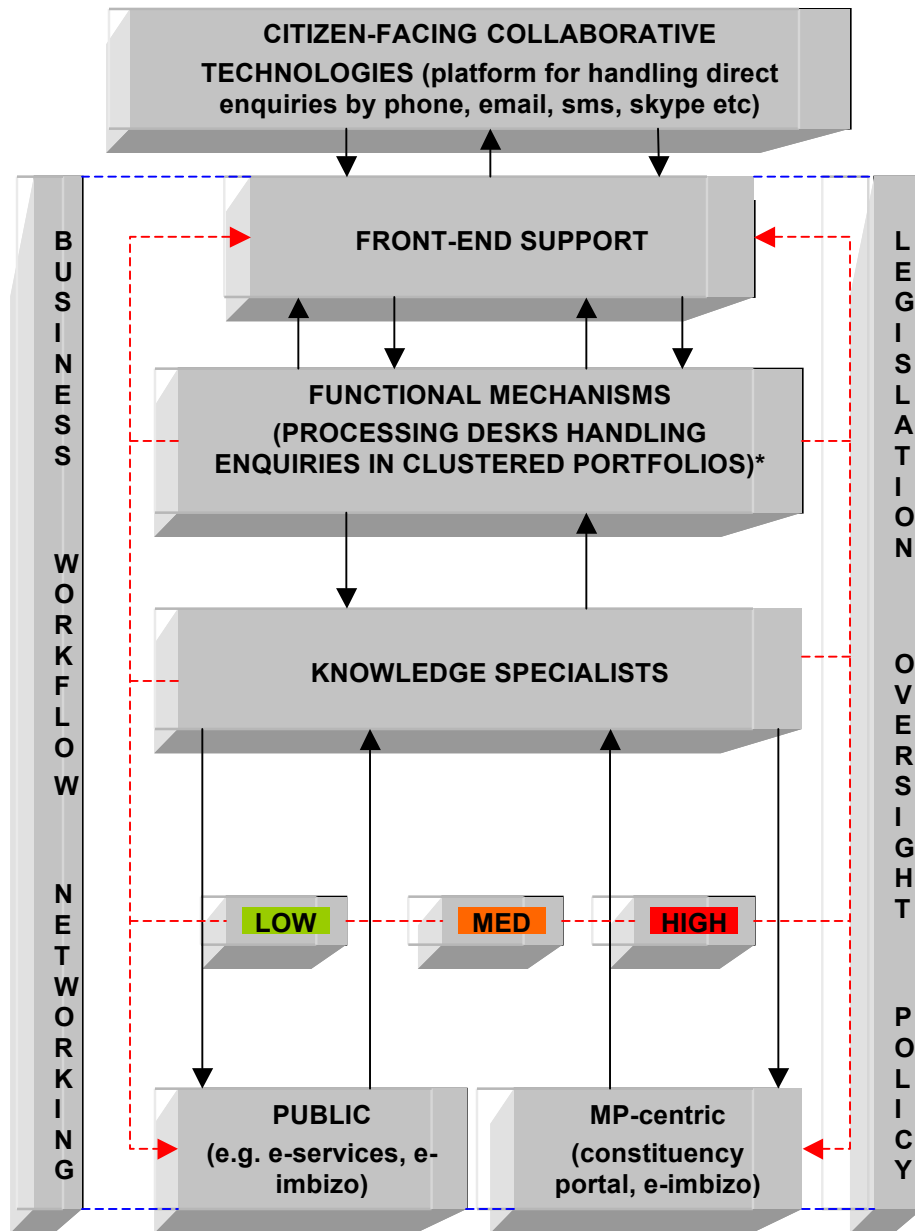 CITIZEN-FACING COLLABORATIVE
TECHNOLOGIES (platform for handling direct
enquiries by phone, email, sms, skype etc)
BUSINESS WORKFLOW NETWORKING
FRONT-END SUPPORT
FUNCTIONAL MECHANISMS
(PROCESSING DESKS HANDLING
ENQUIRIES IN CLUSTERED PORTFOLIOS)*
KNOWLEDGE SPECIALISTS
LOW
MED
HIGH
PUBLIC
(e.g. e-services, e-
imbizo)
MP-centric
(constituency
portal, e-imbizo)
LEGISLATION OVERSIGHT POLICY